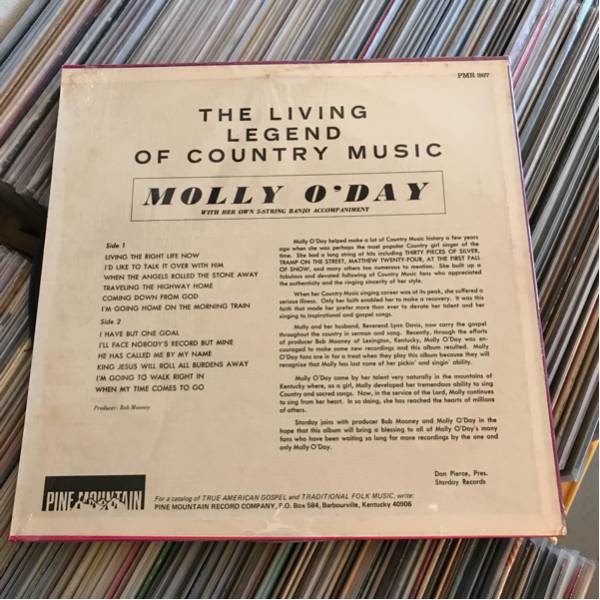 PMR 267
THE LIVING
LEGEND
OF COUNTRY MUSIC
MOLLY O'DAY
WITH HER OWN 5-STRING BANJO ACCOMPANIMENT
Side 1
LIVING THE RIGHT LIFE NOW
I'D LIKE TO TALK IT OVER WITH HIM
WHEN THE ANGELS ROLLED THE STONE AWAY
TRAVELING THE HIGHWAY HOME
COMING DOWN FROM GOD
I'M GOING HOME ON THE MORNING TRAIN
Side 2
I HAVE BUT ONE GOAL
I'LL FACE NOBODY'S RECORD BUT MINE
HE HAS CALLED ME BY MY NAME
KING JESUS WILL ROLL ALL BURDENS AWAY
I'M GOING TO WALK RIGHT IN
WHEN MY TIME COMES TO GO
Producer: Bob Mooney
Molly O'Day helped make a lot of Country Music history a few years
ago when she was perhaps the most popular Country girl singer of the
time. She had a long string of hits including THIRTY PIECES OF SILVER,
TRAMP ON THE STREET, MATTHEW TWENTY-FOUR, AT THE FIRST FALL
OF SNOW, and many others too numerous to mention. She built up a
fabulous and devoted following of Country Music fans who appreciated
the authenticity and the ringing sincerity of her style.
When her Country Music singing career was at its peak, she suffered a
serious illness. Only her faith enabled her to make a recovery. It was this
faith that made her prefer more than ever to devote her talent and her
singing to inspirational and gospel songs.
Molly and her husband, Reverend Lynn Davis, now carry the gospel
throughout the country in sermon and song. Recently, through the efforts
of producer Bob Mooney of Lexington, Kentucky, Molly O'Day was en-
couraged to make some new recordings and this album resulted. Molly
O'Day fans are in for a treat when they play this album because they will
recognise that Molly has lost none of her pickin' and singin' ability.
Molly O'Day came by her talent very naturally in the mountains of
Kentucky where, as a girl, Molly developed her tremendous ability to sing
Country and sacred songs. Now, in the service of the Lord, Molly continues
to sing from her heart. In so doing, she has reached the hearts of millions
of others.
Starday joins with producer Bob Mooney and Molly O'Day in the
hope that this album will bring a blessing to all of Molly O'Day's many
fans who have been waiting so long for more recordings by the one and
only Molly O'Day.
Don Pierce, Pres.
Starday Records
PINE MOUNTAIN
For a catalog of TRUE AMERICAN GOSPEL and TRADITIONAL FOLK MUSIC, write:
PINE MOUNTAIN RECORD COMPANY, P.O. Box 584, Barbourville, Kentucky 40906